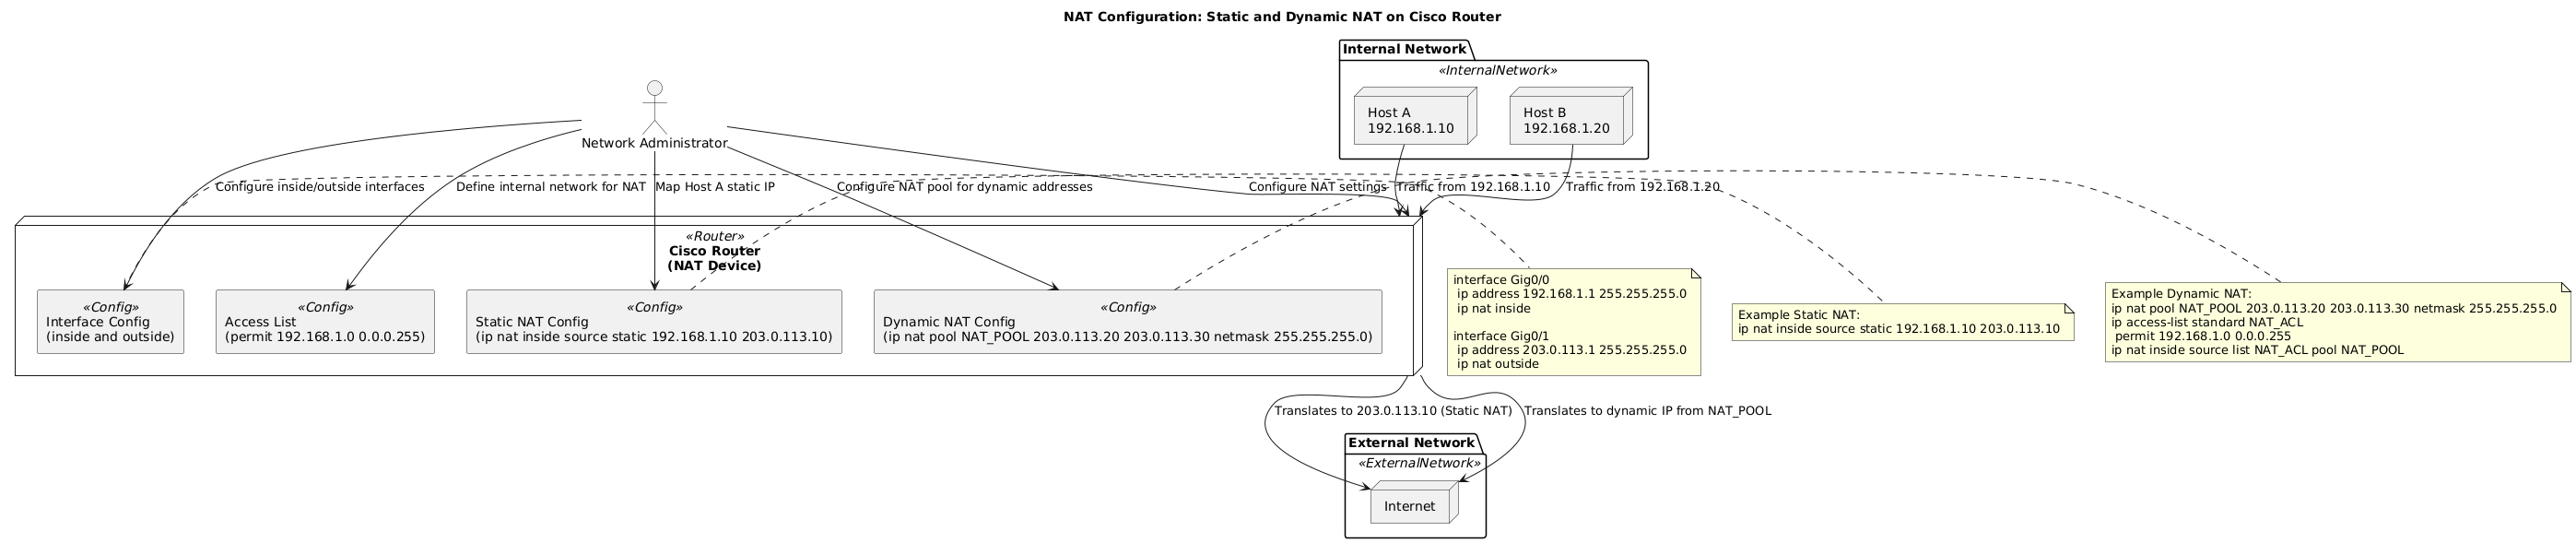 NAT Configuration: Static and Dynamic NAT on Cisco Router
Internal Network
«InternalNetwork»
Host A
192.168.1.10
Host B
192.168.1.20
Network Administrator
Configure inside/outside interfaces
Define internal network for NAT
Map Host A static IP
Configure NAT pool for dynamic addresses
Configure NAT settings
Traffic from 192.168.1.10
Traffic from 192.168.1.20
«Router»
Cisco Router
(NAT Device)
«Config»
Interface Config
(inside and outside)
«Config»
Access List
(permit 192.168.1.0 0.0.0.255)
«Config»
Static NAT Config
(ip nat inside source static 192.168.1.10 203.0.113.10)
«Config»
Dynamic NAT Config
(ip nat pool NAT_POOL 203.0.113.20 203.0.113.30 netmask 255.255.255.0)
interface Gig0/0
ip address 192.168.1.1 255.255.255.0
ip nat inside
interface Gig0/1
ip address 203.0.113.1 255.255.255.0
ip nat outside
Example Static NAT:
ip nat inside source static 192.168.1.10 203.0.113.10
Example Dynamic NAT:
ip nat pool NAT_POOL 203.0.113.20 203.0.113.30 netmask 255.255.255.0
ip access-list standard NAT_ACL
permit 192.168.1.0 0.0.0.255
ip nat inside source list NAT_ACL pool NAT_POOL
Translates to 203.0.113.10 (Static NAT)
Translates to dynamic IP from NAT_POOL
External Network
«ExternalNetwork»
Internet